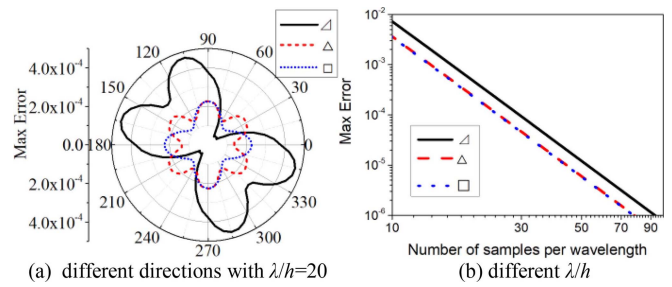 (a)
90
120
60
150
30
180
0
210
330
240
300
270
4.0x10⁻⁴
2.0x10⁻⁴
0.0
2.0x10⁻⁴
4.0x10⁻⁴
Max Error
(a) different directions with λ/h=20
(b)
10⁻²
10⁻³
10⁻⁴
10⁻⁵
10⁻⁶
Max Error
10
30
50
70
90
Number of samples per wavelength
(b) different λ/h